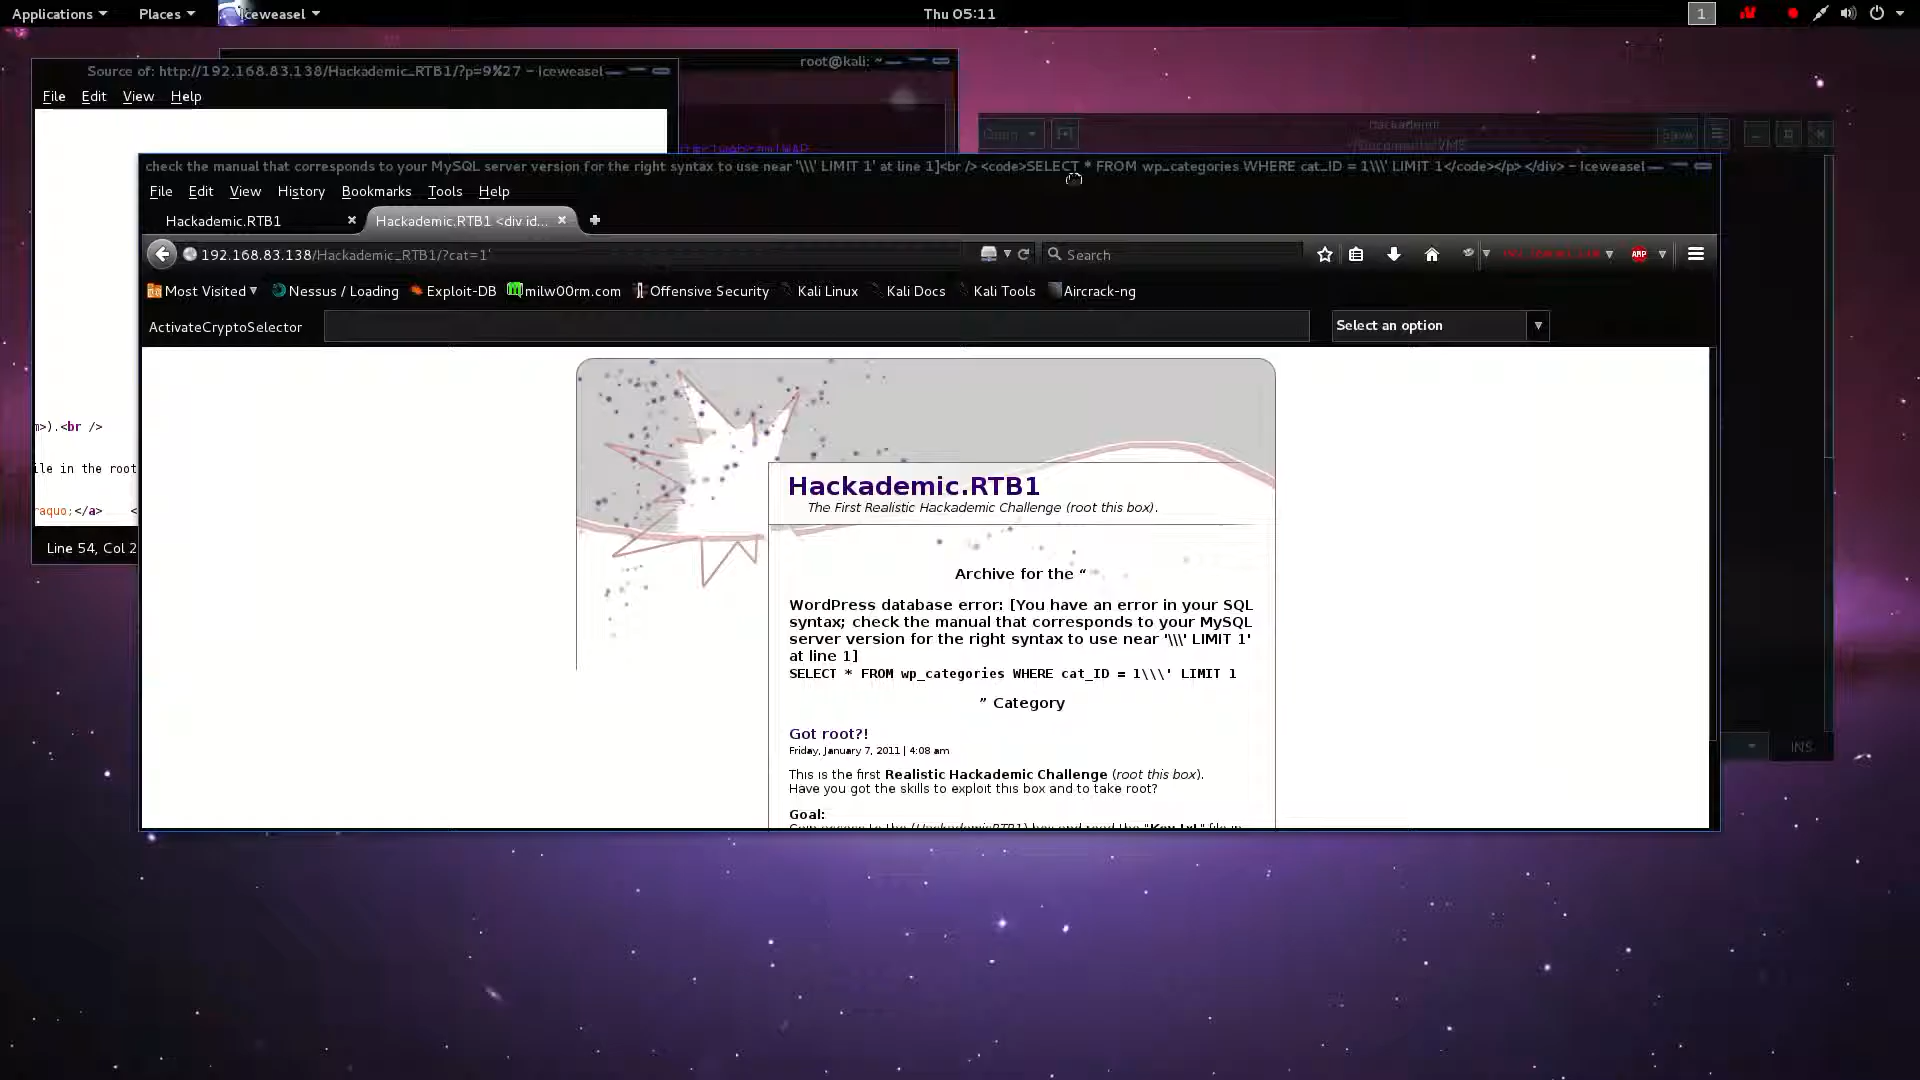 Applications Places Iceweasel Thu 05:11 1
root@kali: ~
Source of: http://192.168.83.138/Hackademic_RTB1/?p=9%27 - Iceweasel
File Edit View Help
Open Hackademic Save
~/Documents/VMS
check the manual that corresponds to your MySQL server version for the right syntax to use near '\\\' LIMIT 1' at line 1]<br /> <code>SELECT * FROM wp_categories WHERE cat_ID = 1\\\' LIMIT 1</code></p> </div> - Iceweasel
File Edit View History Bookmarks Tools Help
Hackademic.RTB1 Hackademic.RTB1 <div id...
192.168.83.138/Hackademic_RTB1/?cat=1' Search ABP
Most Visited Nessus / Loading Exploit-DB milw00rm.com Offensive Security Kali Linux Kali Docs Kali Tools Aircrack-ng
ActivateCryptoSelector Select an option
m>).<br />
ile in the root
raquo;</a> <
Line 54, Col 2
Hackademic.RTB1
The First Realistic Hackademic Challenge (root this box).
Archive for the “
WordPress database error: [You have an error in your SQL
syntax; check the manual that corresponds to your MySQL
server version for the right syntax to use near '\\\' LIMIT 1'
at line 1]
SELECT * FROM wp_categories WHERE cat_ID = 1\\\' LIMIT 1
” Category
Got root?!
Friday, January 7, 2011 | 4:08 am
This is the first Realistic Hackademic Challenge (root this box).
Have you got the skills to exploit this box and to take root?
INS
Goal: